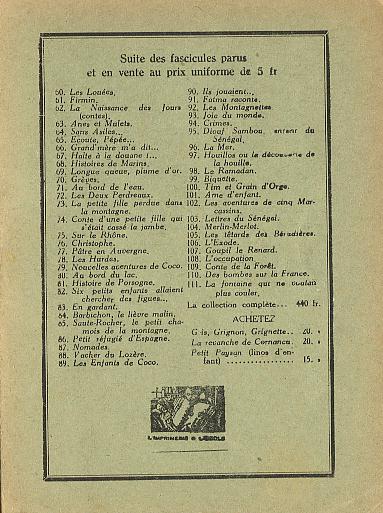 Suite des fascicules parus
et en vente au prix uniforme de 5 fr
60. Les Louées.
61. Firmin.
62. La Naissance des Jours
(contes).
63. Anes et Mulets.
64. Sans Asiles...
65. Ecoute, Pépée...
66. Grand'mère m'a dit...
67. Halte à la douane !...
68. Histoires de Marins.
69. Longue queue, plume d'or.
70. Grèves.
71. Au bord de l'eau.
72. Les Deux Perdreaux.
73. La petite fille perdue dans
la montagne.
74. Conte d'une petite fille qui
s'était cassé la jambe.
75. Sur le Rhône.
76. Christophe.
77. Pâtre en Auvergne.
78. Les Hurdes.
79. Nouvelles aventures de Coco.
80. Au bord du lac.
81. Histoire de Porsogne.
82. Six petits enfants allaient
chercher des figues...
83. En gardant.
84. Barbichon, le lièvre malin.
85. Saute-Rocher, le petit cha-
mois de la montagne.
86. Petit réfugié d'Espagne.
87. Nomades.
88. Vacher du Lozère.
89. Les Enfants de Coco.
90. Ils jouaient...
91. Fatma raconte.
92. Les Montagnettes.
93. Joie du monde.
94. Crimes.
95. Diouf Sambou, enfant du
Sénégal.
96. La Mer.
97. Houillos ou la découverte de
la houille.
98. Le Ramadan.
99. Biquette.
100. Tim et Grain d'Orge.
101. Ame d'enfant.
102. Les aventures de cinq Mar-
cassins.
103. Lettres du Sénégal.
104. Merlin-Merlot.
105. Les têtards des Béraudières.
106. L'Exode.
107. Goupil le Renard.
108. L'occupation.
109. Conte de la Forêt.
110. Des bombes sur la France.
111. La fontaine qui ne voulait
plus couler.
La collection complète... 440 fr.
ACHETEZ
Gris, Grignon, Grignette.. 20. »
La revanche de Cornancu. 20. »
Petit Paysan (linos d'en-
fant) ................ 15. »
L'IMPRIMERIE A L'ECOLE